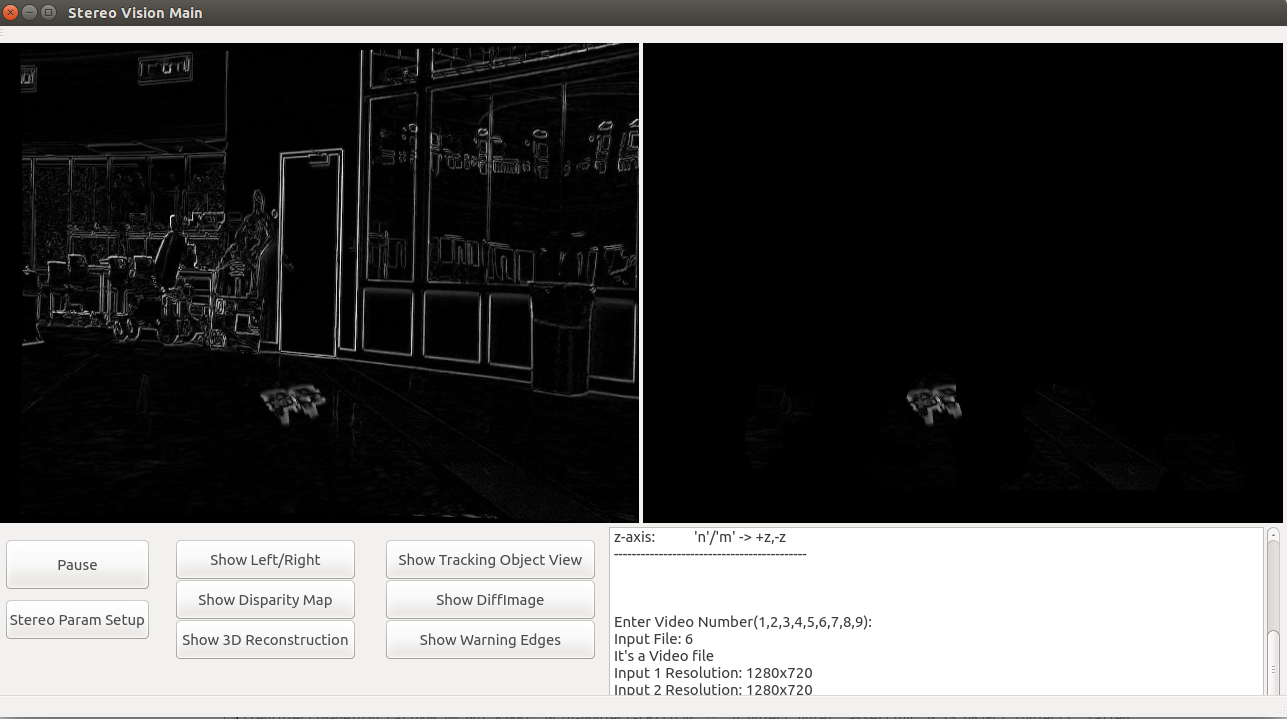 Stereo Vision Main
Pause
Stereo Param Setup
Show Left/Right
Show Disparity Map
Show 3D Reconstruction
Show Tracking Object View
Show DiffImage
Show Warning Edges
z-axis: 'n'/'m' -> +z,-z
--------------------------------------------
Enter Video Number(1,2,3,4,5,6,7,8,9):
Input File: 6
It's a Video file
Input 1 Resolution: 1280x720
Input 2 Resolution: 1280x720